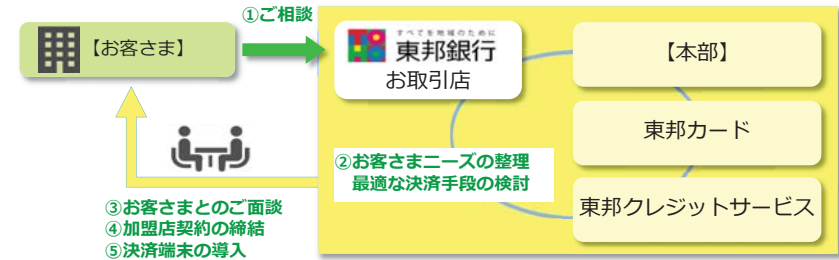 ①ご相談
【お客さま】
すべてを地域のために
東邦銀行
お取引店
【本部】
東邦カード
東邦クレジットサービス
②お客さまニーズの整理
最適な決済手段の検討
③お客さまとのご面談
④加盟店契約の締結
⑤決済端末の導入